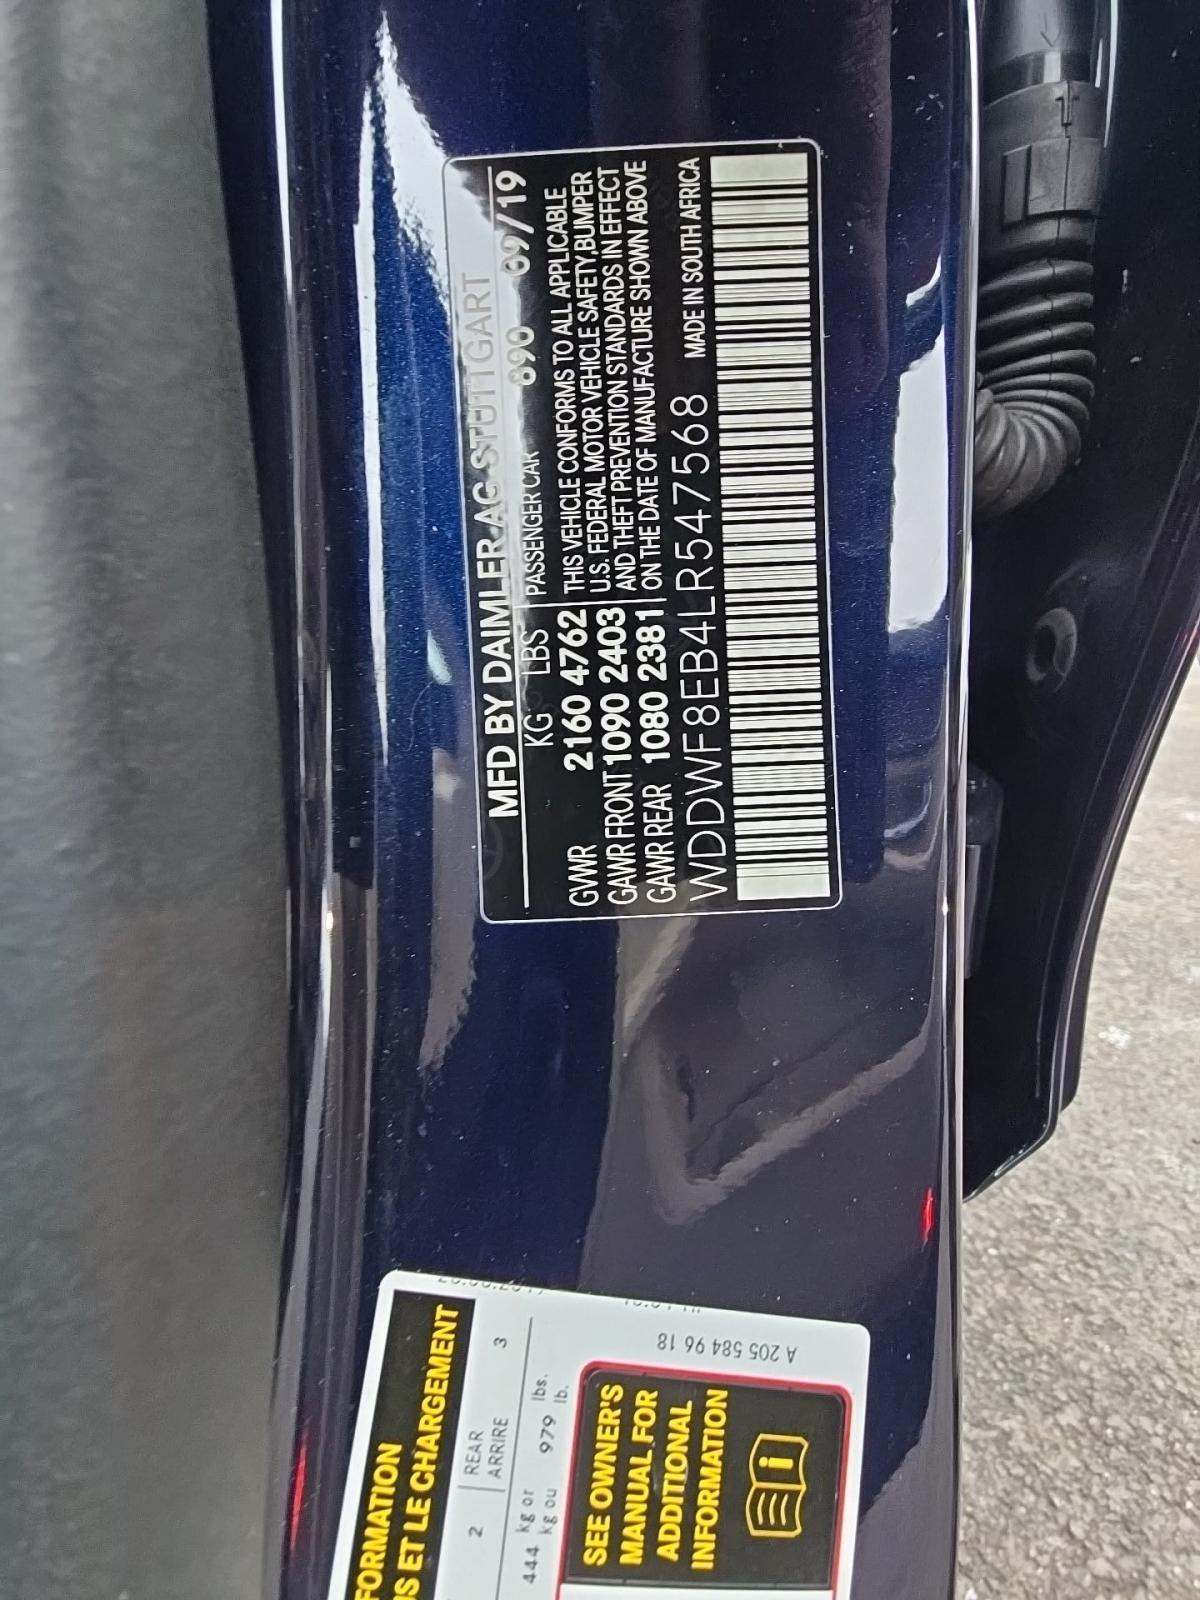 MFD BY DAIMLER AG STUTTGART
KG LBS PASSENGER CAR 890 09/19
GVWR 2160 4762
GAWR FRONT 1090 2403
GAWR REAR 1080 2381
THIS VEHICLE CONFORMS TO ALL APPLICABLE
U.S. FEDERAL MOTOR VEHICLE SAFETY, BUMPER
AND THEFT PREVENTION STANDARDS IN EFFECT
ON THE DATE OF MANUFACTURE SHOWN ABOVE
WDDWF8EB4LR547568 MADE IN SOUTH AFRICA
ET LE CHARGEMENT
2 REAR 3
ARRIRE
444 kg or 979 lbs.
kg ou lb.
SEE OWNER'S
MANUAL FOR
ADDITIONAL
INFORMATION
A 205 584 96 18